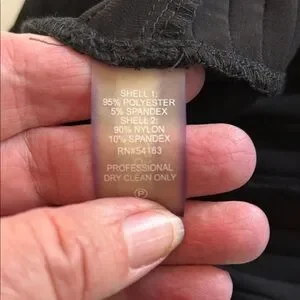 SHELL 1:
95% POLYESTER
5% SPANDEX
SHELL 2:
90% NYLON
10% SPANDEX
RN#54163
PROFESSIONAL
DRY CLEAN ONLY
P